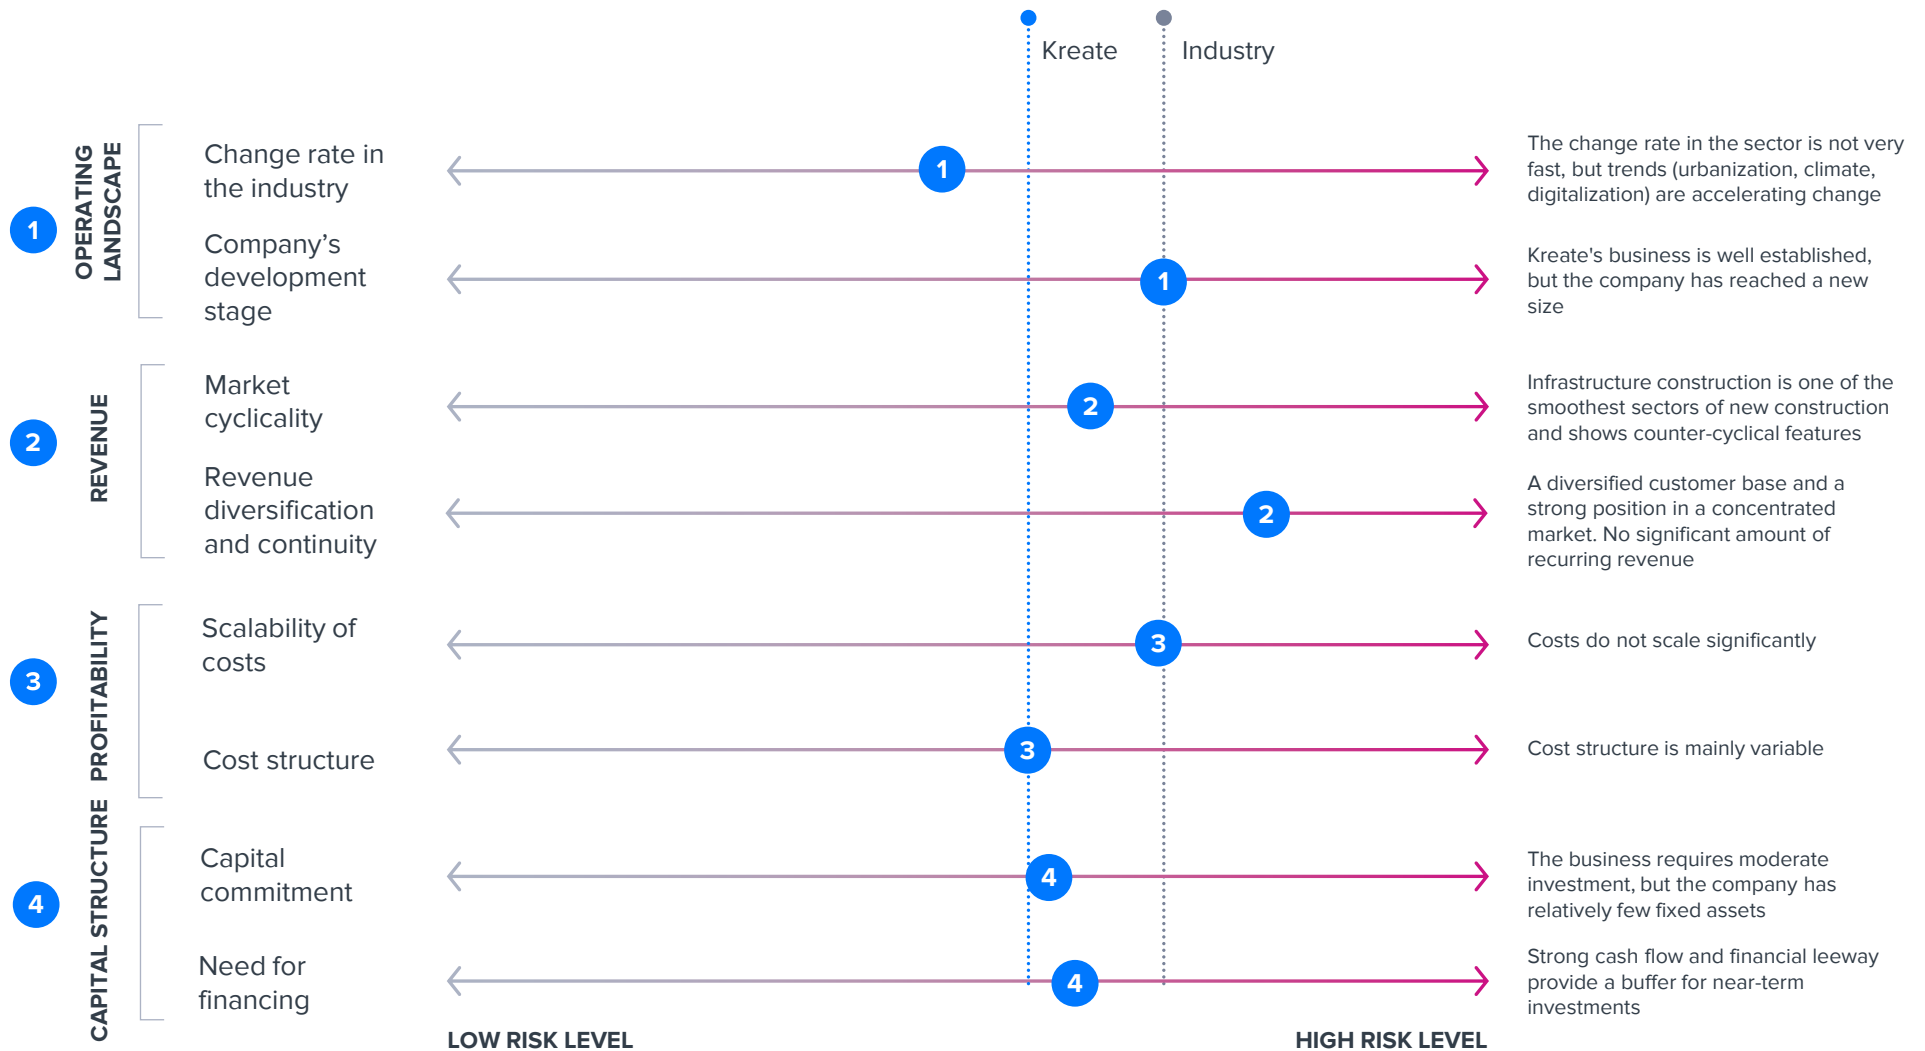 Kreate
Industry
1
OPERATING
LANDSCAPE
Change rate in
the industry
1
The change rate in the sector is not very
fast, but trends (urbanization, climate,
digitalization) are accelerating change
Company’s
development
stage
1
Kreate's business is well established,
but the company has reached a new
size
2
REVENUE
Market
cyclicality
2
Infrastructure construction is one of the
smoothest sectors of new construction
and shows counter-cyclical features
Revenue
diversification
and continuity
2
A diversified customer base and a
strong position in a concentrated
market. No significant amount of
recurring revenue
3
PROFITABILITY
Scalability of
costs
3
Costs do not scale significantly
Cost structure
3
Cost structure is mainly variable
4
CAPITAL STRUCTURE
Capital
commitment
4
The business requires moderate
investment, but the company has
relatively few fixed assets
Need for
financing
4
Strong cash flow and financial leeway
provide a buffer for near-term
investments
LOW RISK LEVEL
HIGH RISK LEVEL